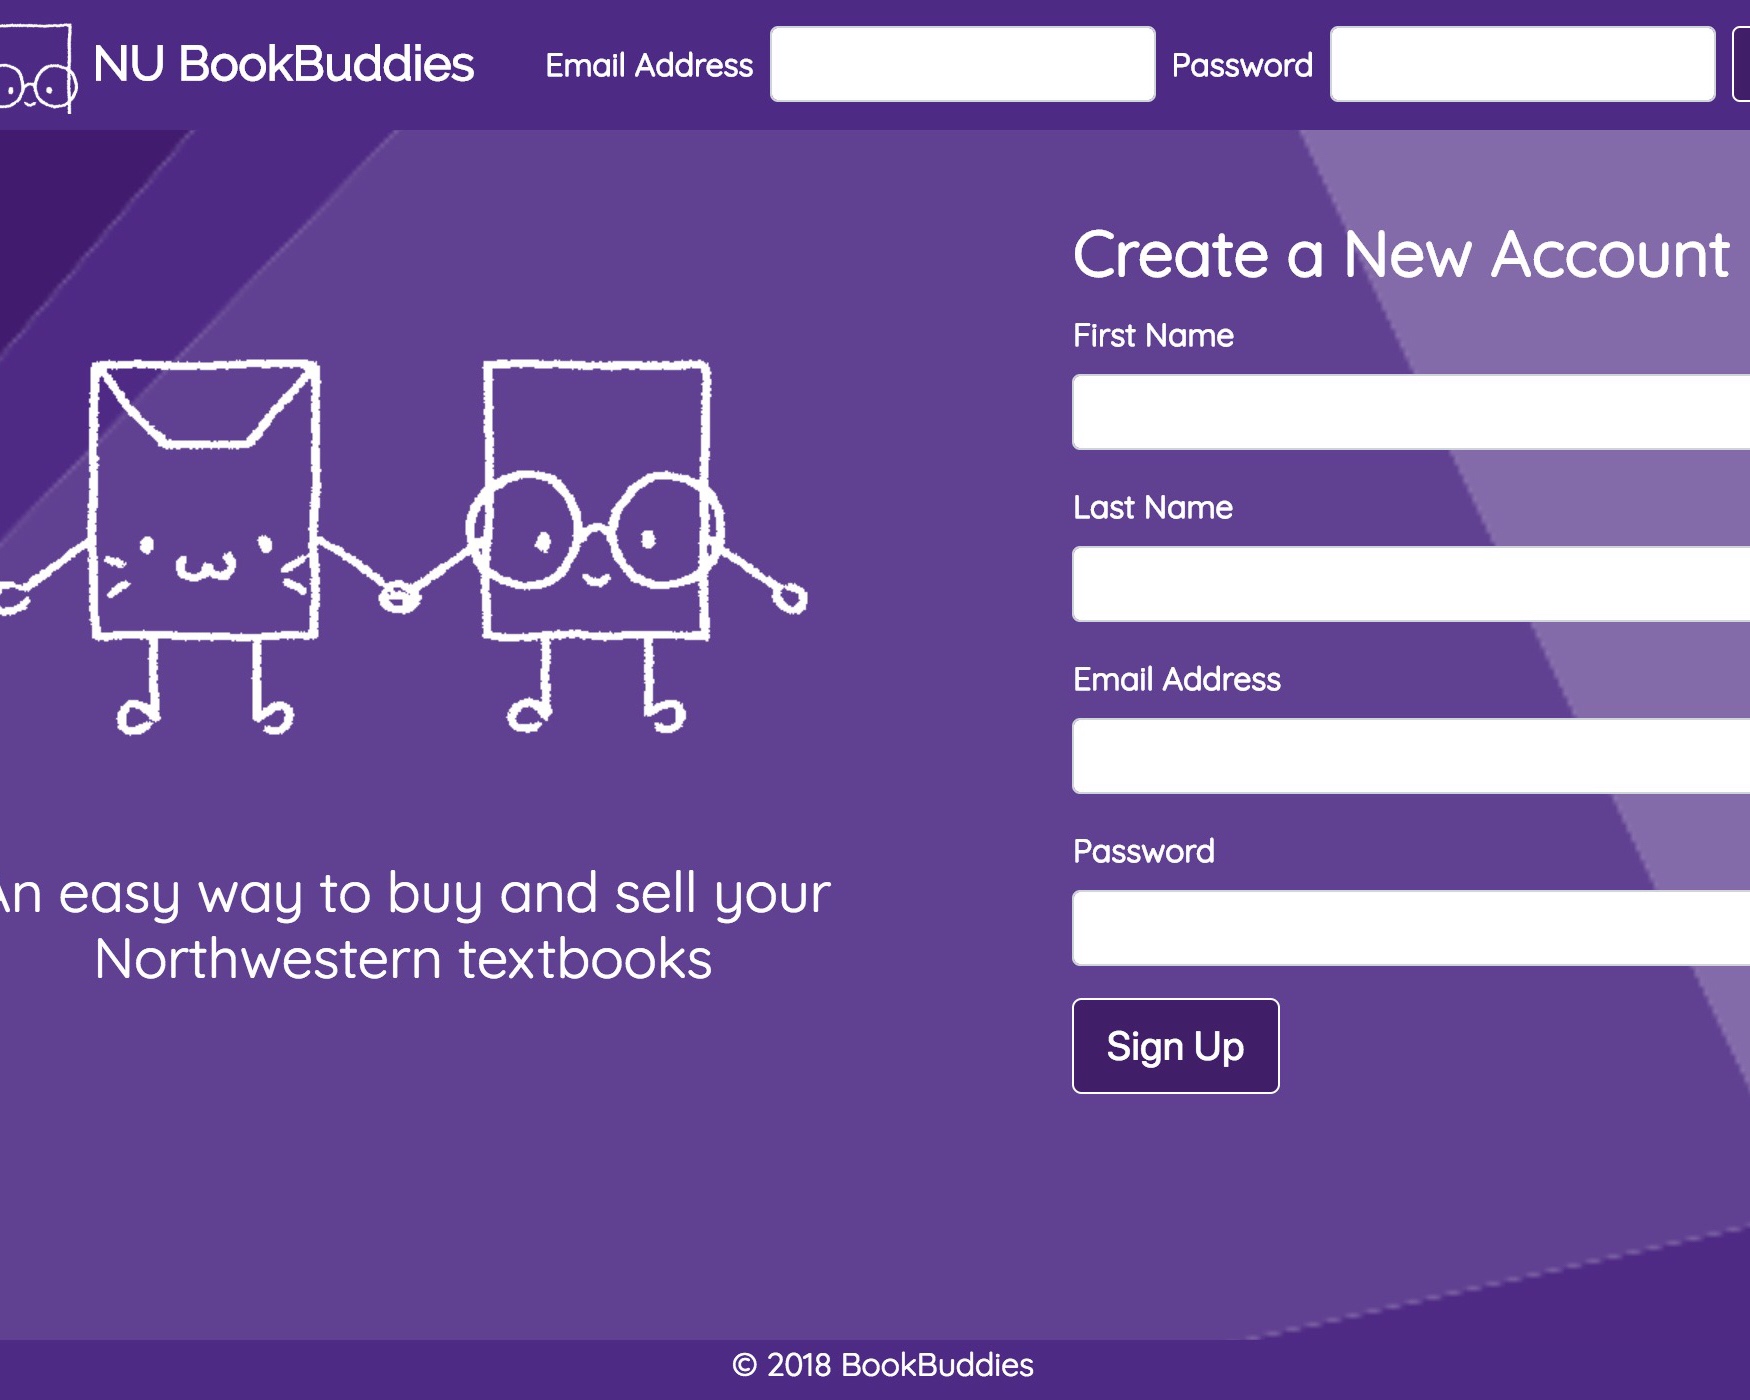 NU BookBuddies
Email Address
Password
Create a New Account
First Name
Last Name
Email Address
Password
Sign Up
An easy way to buy and sell your
Northwestern textbooks
© 2018 BookBuddies